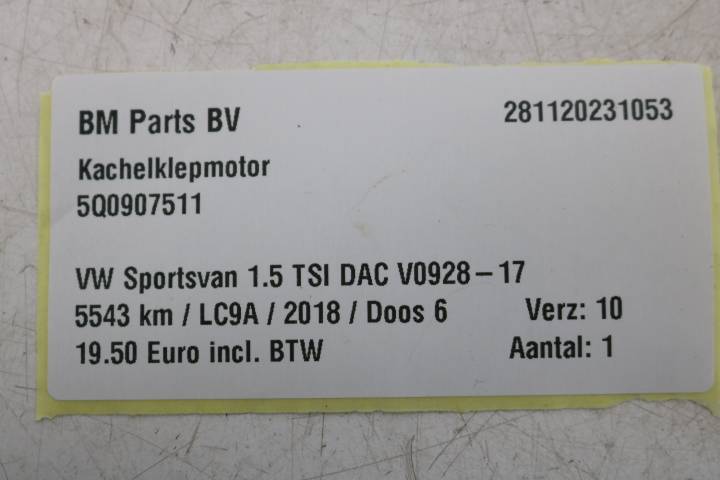 BM Parts BV 281120231053
Kachelklepmotor
5Q0907511
VW Sportsvan 1.5 TSI DAC V0928-17
5543 km / LC9A / 2018 / Doos 6 Verz: 10
19.50 Euro incl. BTW Aantal: 1